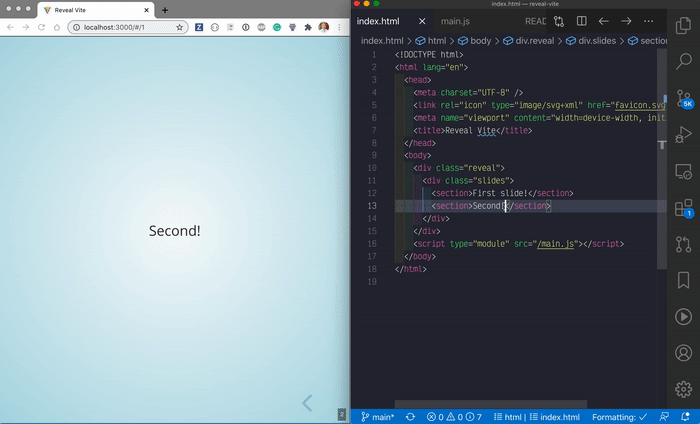 Reveal Vite
localhost:3000/#/1
Second!
2
index.html — reveal-vite
index.html
main.js
READ
index.html > html > body > div.reveal > div.slides > section
1 <!DOCTYPE html>
2 <html lang="en">
3 <head>
4 <meta charset="UTF-8" />
5 <link rel="icon" type="image/svg+xml" href="favicon.svg
6 <meta name="viewport" content="width=device-width, init
7 <title>Reveal Vite</title>
8 </head>
9 <body>
10 <div class="reveal">
11 <div class="slides">
12 <section>First slide!</section>
13 <section>Second!</section>
14 </div>
15 </div>
16 <script type="module" src="/main.js"></script>
17 </body>
18 </html>
19
5K
1
main*
0 0 7
html | index.html
Formatting: ✓